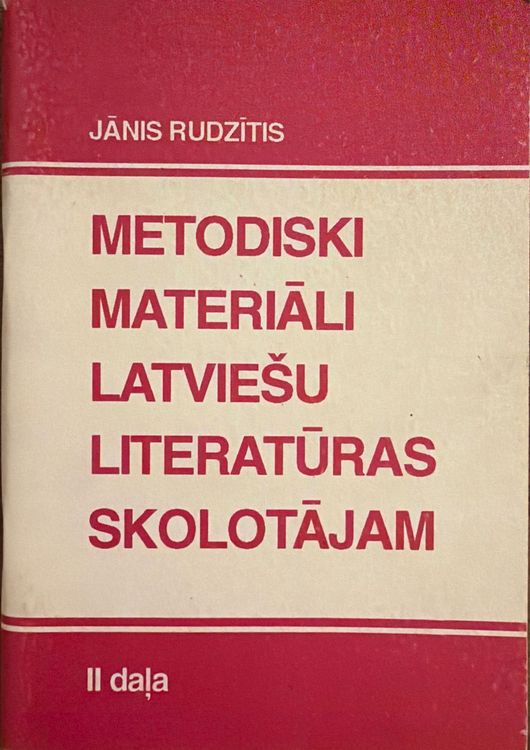 JĀNIS RUDZĪTIS
METODISKI
MATERIĀLI
LATVIEŠU
LITERATŪRAS
SKOLOTĀJAM
II daļa